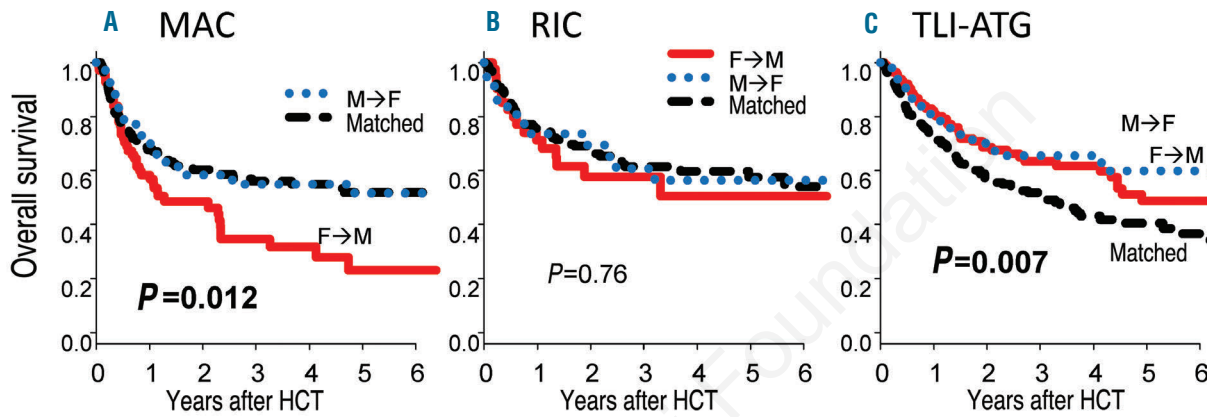 A MAC
Overall survival
1.0
0.8
0.6
0.4
0.2
0.0
M→F
Matched
F→M
P=0.012
0 1 2 3 4 5 6
Years after HCT
B RIC
1.0
0.8
0.6
0.4
0.2
0.0
F→M
M→F
Matched
P=0.76
0 1 2 3 4 5 6
Years after HCT
C TLI-ATG
1.0
0.8
0.6
0.4
0.2
0.0
M→F
F→M
Matched
P=0.007
0 1 2 3 4 5 6
Years after HCT
Foundation